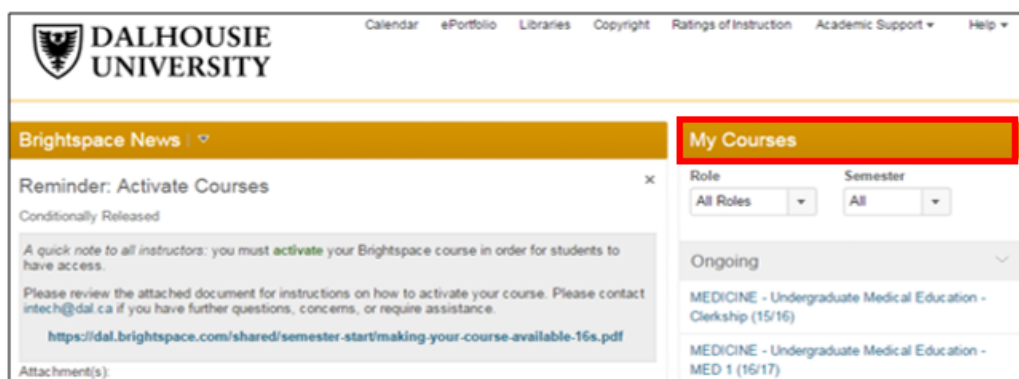 DALHOUSIE
UNIVERSITY
Calendar ePortfolio Libraries Copyright Ratings of Instruction Academic Support Help
Brightspace News
Reminder: Activate Courses
Conditionally Released
A quick note to all instructors: you must activate your Brightspace course in order for students to
have access.
Please review the attached document for instructions on how to activate your course. Please contact
intech@dal.ca if you have further questions, concerns, or require assistance.
https://dal.brightspace.com/shared/semester-start/making-your-course-available-16s.pdf
Attachment(s):
My Courses
Role Semester
All Roles All
Ongoing
MEDICINE - Undergraduate Medical Education -
Clerkship (15/16)
MEDICINE - Undergraduate Medical Education -
MED 1 (16/17)